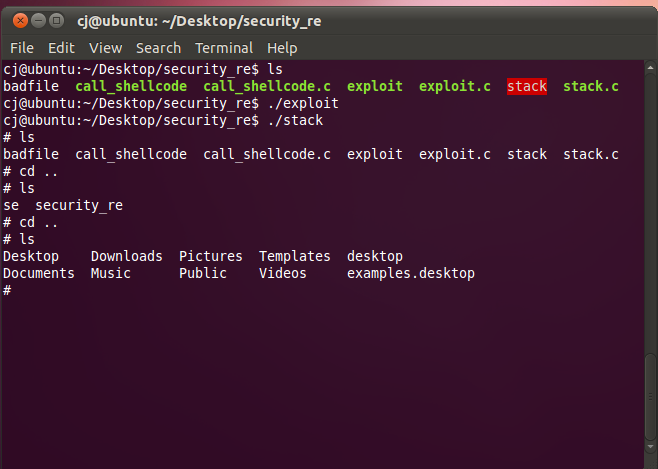 cj@ubuntu: ~/Desktop/security_re
File Edit View Search Terminal Help
cj@ubuntu:~/Desktop/security_re$ ls
badfile call_shellcode call_shellcode.c exploit exploit.c stack stack.c
cj@ubuntu:~/Desktop/security_re$ ./exploit
cj@ubuntu:~/Desktop/security_re$ ./stack
# ls
badfile call_shellcode call_shellcode.c exploit exploit.c stack stack.c
# cd ..
# ls
se security_re
# cd ..
# ls
Desktop Downloads Pictures Templates desktop
Documents Music Public Videos examples.desktop
#